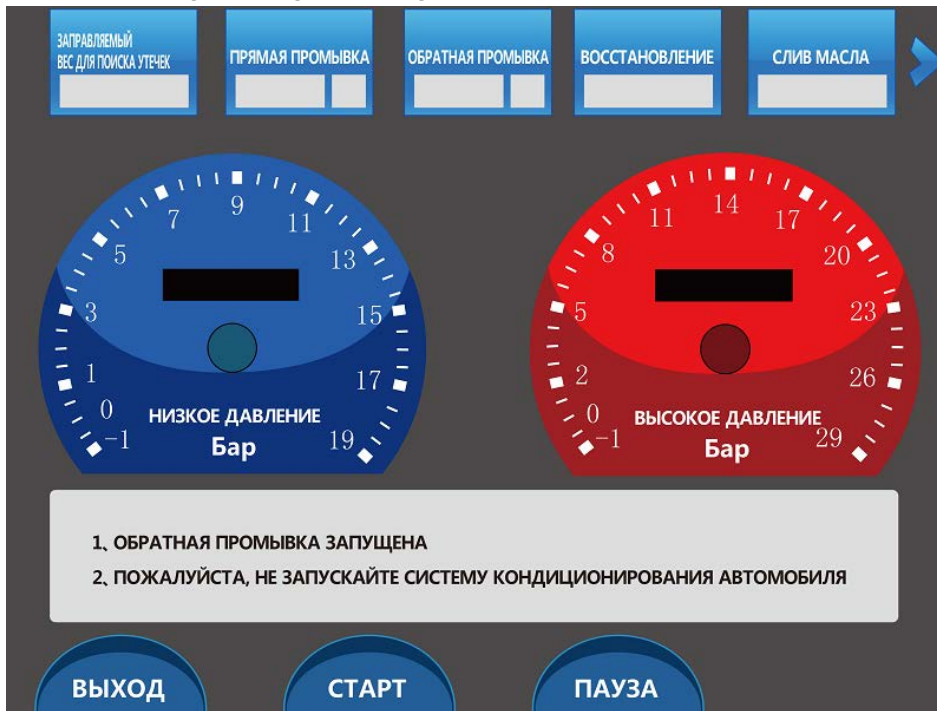 ЗАПРАВЛЯЕМЫЙ
ВЕС ДЛЯ ПОИСКА УТЕЧЕК
ПРЯМАЯ ПРОМЫВКА
ОБРАТНАЯ ПРОМЫВКА
ВОССТАНОВЛЕНИЕ
СЛИВ МАСЛА
-1
0
1
3
5
7
9
11
13
15
17
19
НИЗКОЕ ДАВЛЕНИЕ
Бар
-1
0
2
5
8
11
14
17
20
23
26
29
ВЫСОКОЕ ДАВЛЕНИЕ
Бар
1、ОБРАТНАЯ ПРОМЫВКА ЗАПУЩЕНА
2、ПОЖАЛУЙСТА, НЕ ЗАПУСКАЙТЕ СИСТЕМУ КОНДИЦИОНИРОВАНИЯ АВТОМОБИЛЯ
ВЫХОД
СТАРТ
ПАУЗА